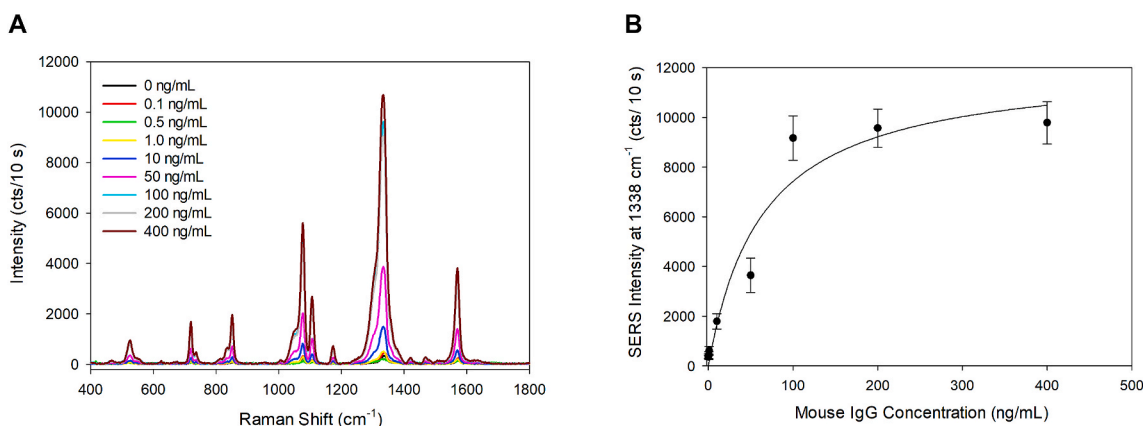 A
Intensity (cts/10 s)
12000
10000
8000
6000
4000
2000
0
0 ng/mL
0.1 ng/mL
0.5 ng/mL
1.0 ng/mL
10 ng/mL
50 ng/mL
100 ng/mL
200 ng/mL
400 ng/mL
400 600 800 1000 1200 1400 1600 1800
Raman Shift (cm⁻¹)
B
SERS Intensity at 1338 cm⁻¹ (cts/ 10 s)
12000
10000
8000
6000
4000
2000
0
0 100 200 300 400 500
Mouse IgG Concentration (ng/mL)